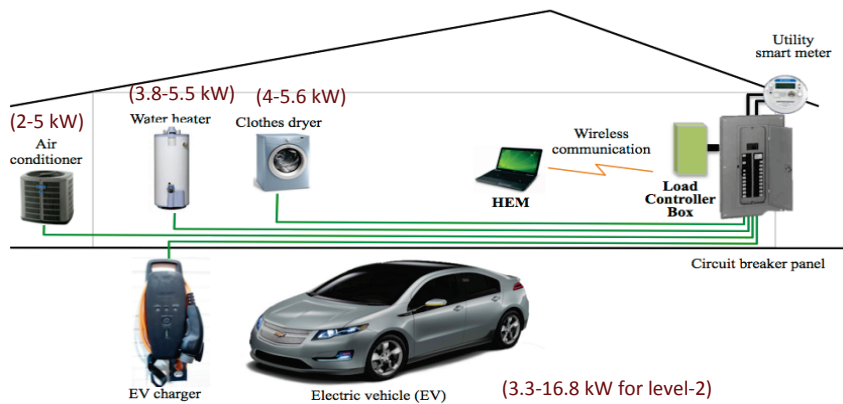 Utility
smart meter
(3.8-5.5 kW)
(4-5.6 kW)
(2-5 kW)
Water heater
Clothes dryer
Air
conditioner
Wireless
communication
HEM
Load
Controller
Box
Circuit breaker panel
EV charger
Electric vehicle (EV)
(3.3-16.8 kW for level-2)